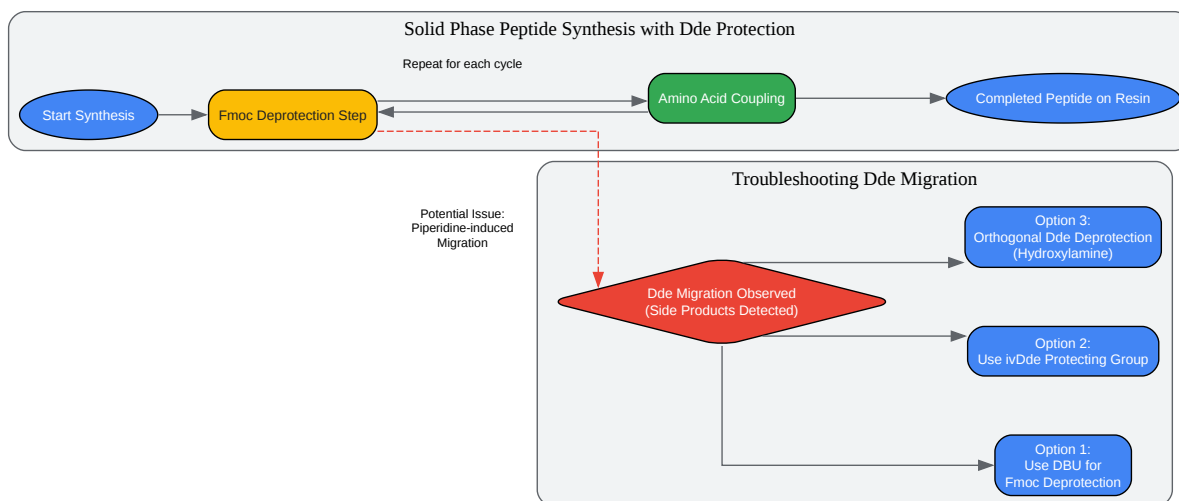 Solid Phase Peptide Synthesis with Dde Protection
Repeat for each cycle
Start Synthesis
Fmoc Deprotection Step
Amino Acid Coupling
Completed Peptide on Resin
Troubleshooting Dde Migration
Potential Issue:
Piperidine-induced
Migration
Option 3:
Orthogonal Dde Deprotection
(Hydroxylamine)
Dde Migration Observed
(Side Products Detected)
Option 2:
Use ivDde Protecting Group
Option 1:
Use DBU for
Fmoc Deprotection